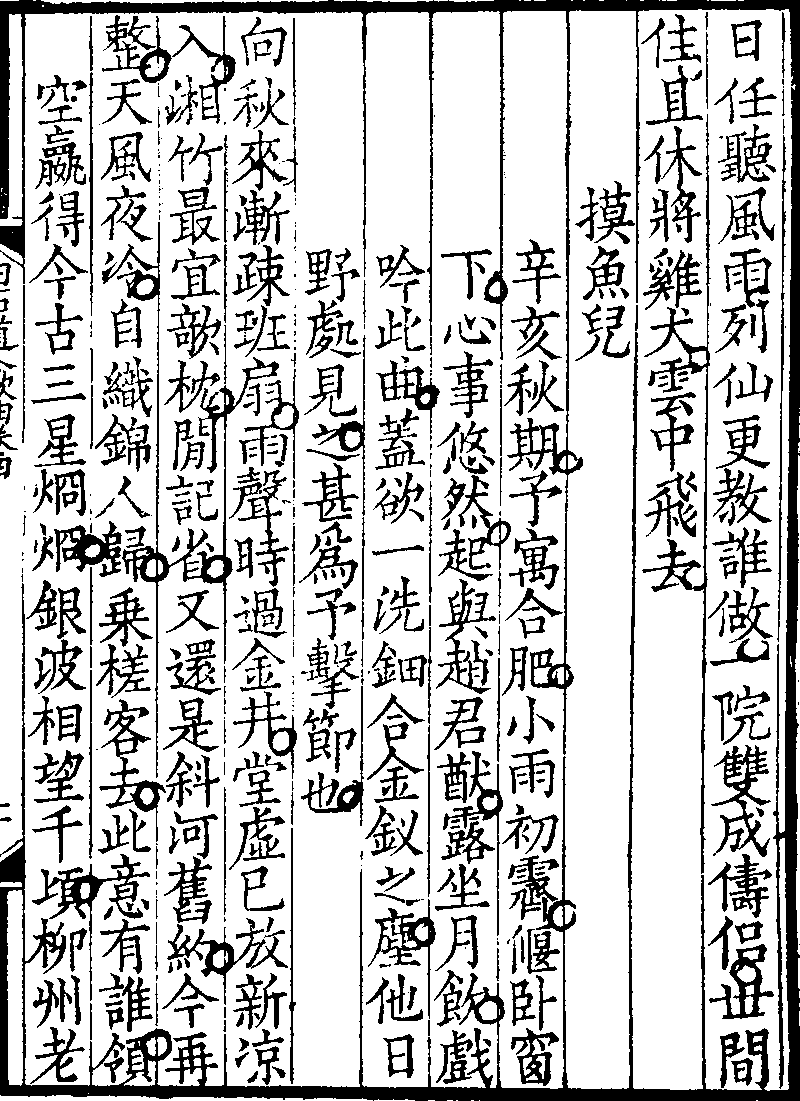 日任聽風雨列仙更教誰做一院雙成儔侶世間
住且休將雞犬雲中飛去
摸魚兒
辛亥秋期予寓合肥小雨初霽偃卧窗
下心事悠然起與趙君猷露坐月飲戲
吟此曲蓋欲一洗鈿合金釵之塵他日
野處見之甚爲予擊節也
向秋來漸疎班扇雨聲時過金井堂虛已放新凉
入湘竹最宜欹枕閒記省又還是斜河舊約今再
整天風夜冷自織錦人歸乗槎客去此意有誰領
空贏得今古三星烱烱銀波相望千頃柳州老